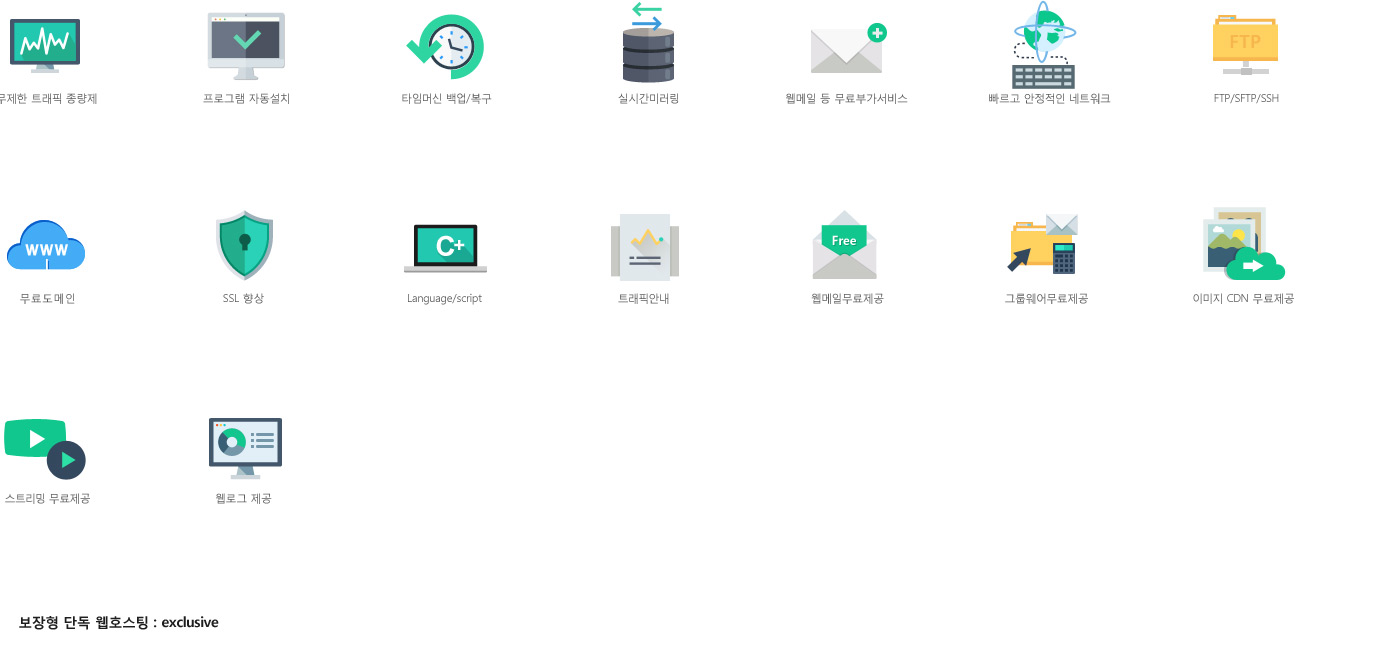 무제한 트래픽 종량제
프로그램 자동설치
타임머신 백업/복구
실시간미러링
웹메일 등 무료부가서비스
빠르고 안정적인 네트워크
FTP
FTP/SFTP/SSH
WWW
무료도메인
SSL 향상
C+
Language/script
트래픽안내
Free
웹메일무료제공
그룹웨어무료제공
이미지 CDN 무료제공
스트리밍 무료제공
웹로그 제공
보장형 단독 웹호스팅 : exclusive